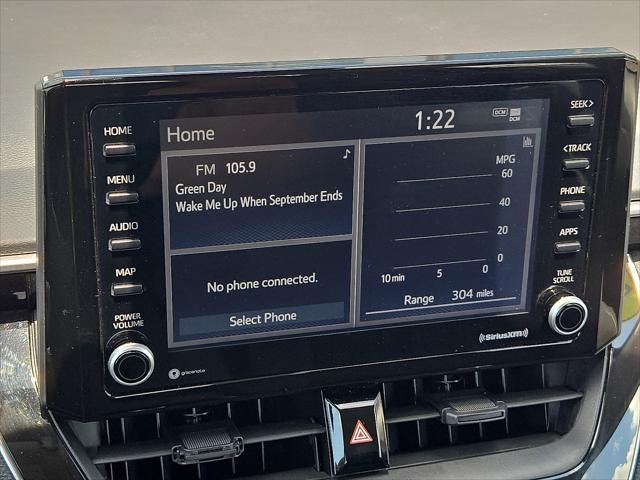 HOME
MENU
AUDIO
MAP
POWER
VOLUME
Home
1:22
DCM
DCM
FM 105.9
Green Day
Wake Me Up When September Ends
No phone connected.
Select Phone
MPG
60
40
20
0
10 min 5 0
Range 304 miles
SEEK>
<TRACK
PHONE
APPS
TUNE
SCROLL
gracenote
SiriusXM